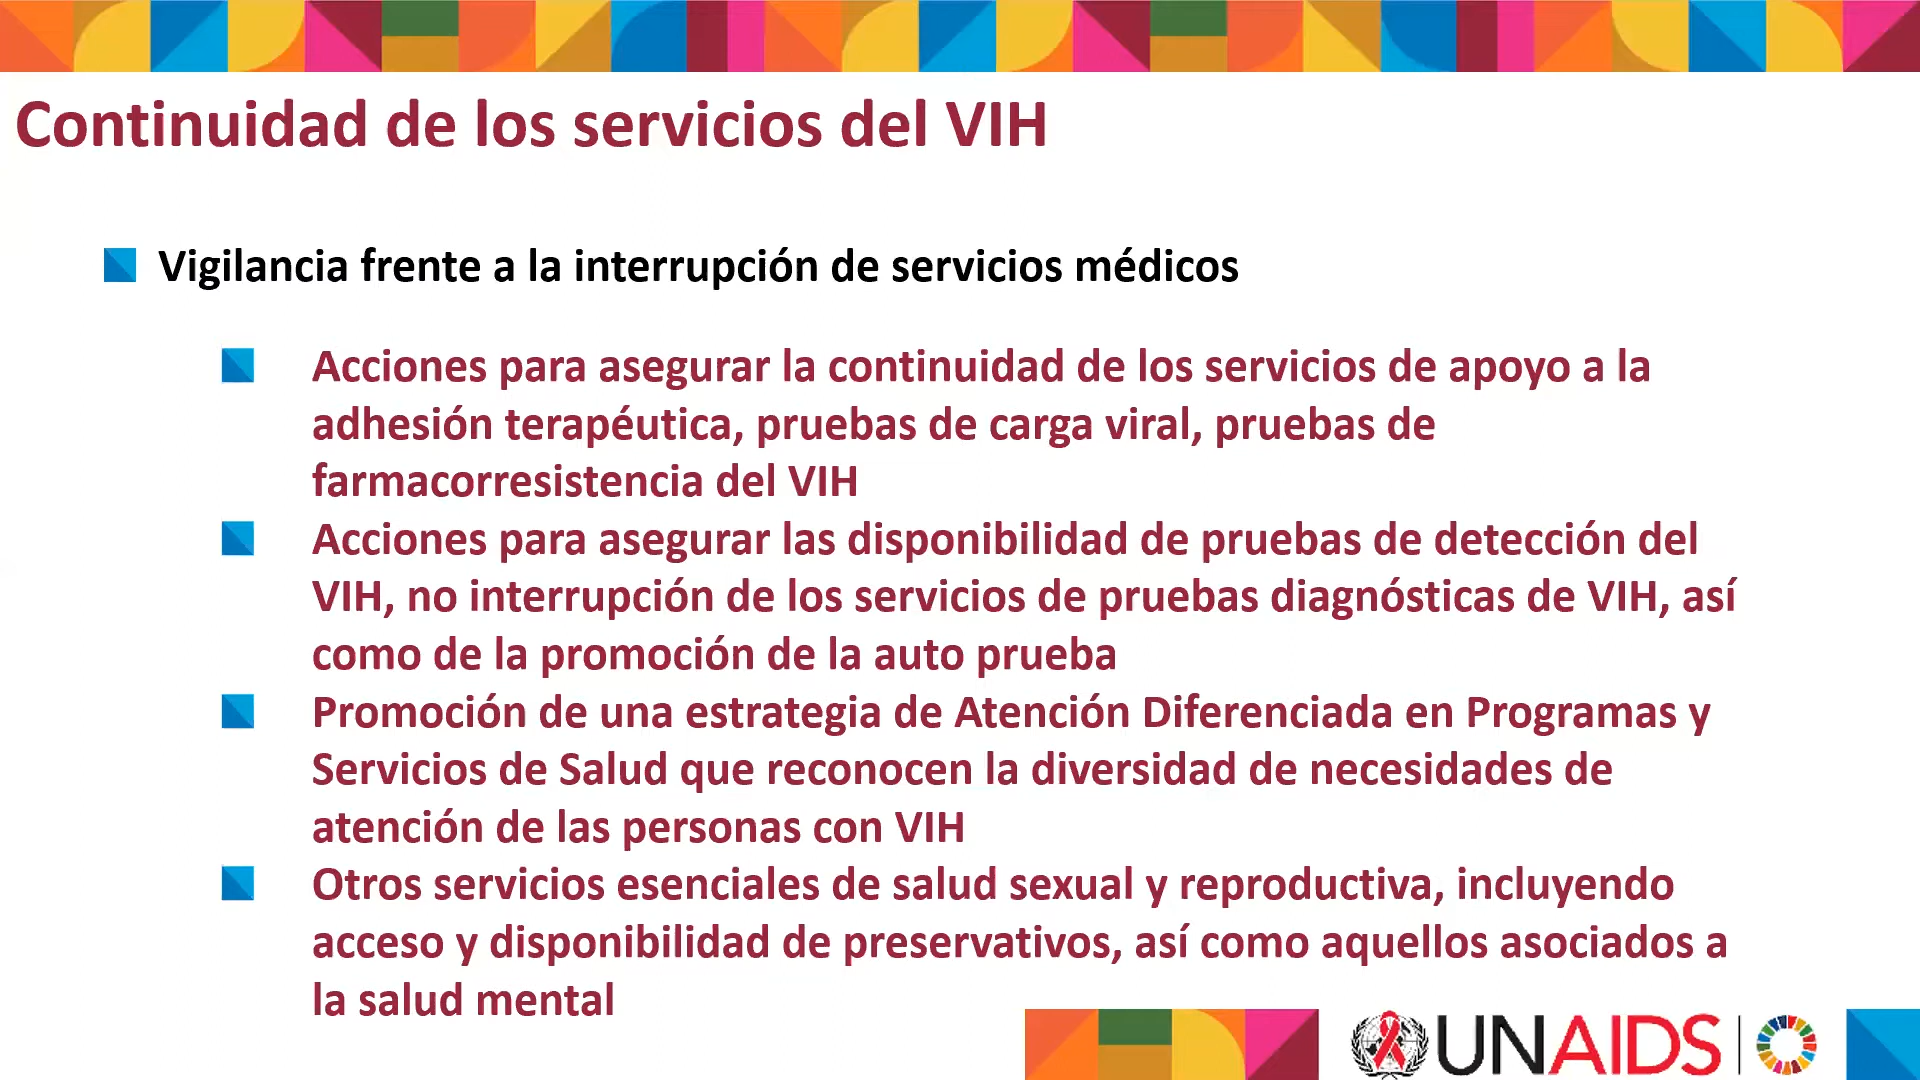 Continuidad de los servicios del VIH
Vigilancia frente a la interrupción de servicios médicos
Acciones para asegurar la continuidad de los servicios de apoyo a la
adhesión terapéutica, pruebas de carga viral, pruebas de
farmacorresistencia del VIH
Acciones para asegurar las disponibilidad de pruebas de detección del
VIH, no interrupción de los servicios de pruebas diagnósticas de VIH, así
como de la promoción de la auto prueba
Promoción de una estrategia de Atención Diferenciada en Programas y
Servicios de Salud que reconocen la diversidad de necesidades de
atención de las personas con VIH
Otros servicios esenciales de salud sexual y reproductiva, incluyendo
acceso y disponibilidad de preservativos, así como aquellos asociados a
la salud mental
UNAIDS